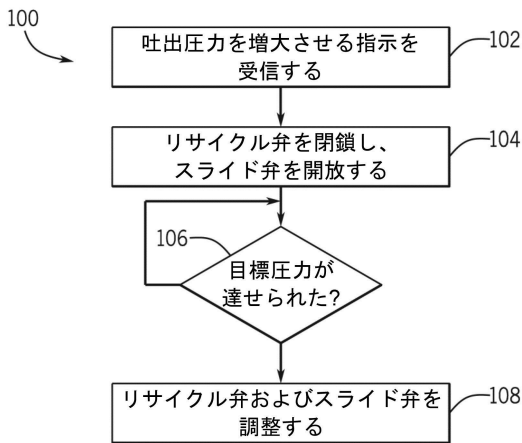 100
吐出圧力を増大させる指示を
受信する
102
リサイクル弁を閉鎖し、
スライド弁を開放する
104
106
目標圧力が
達せられた?
リサイクル弁およびスライド弁を
調整する
108